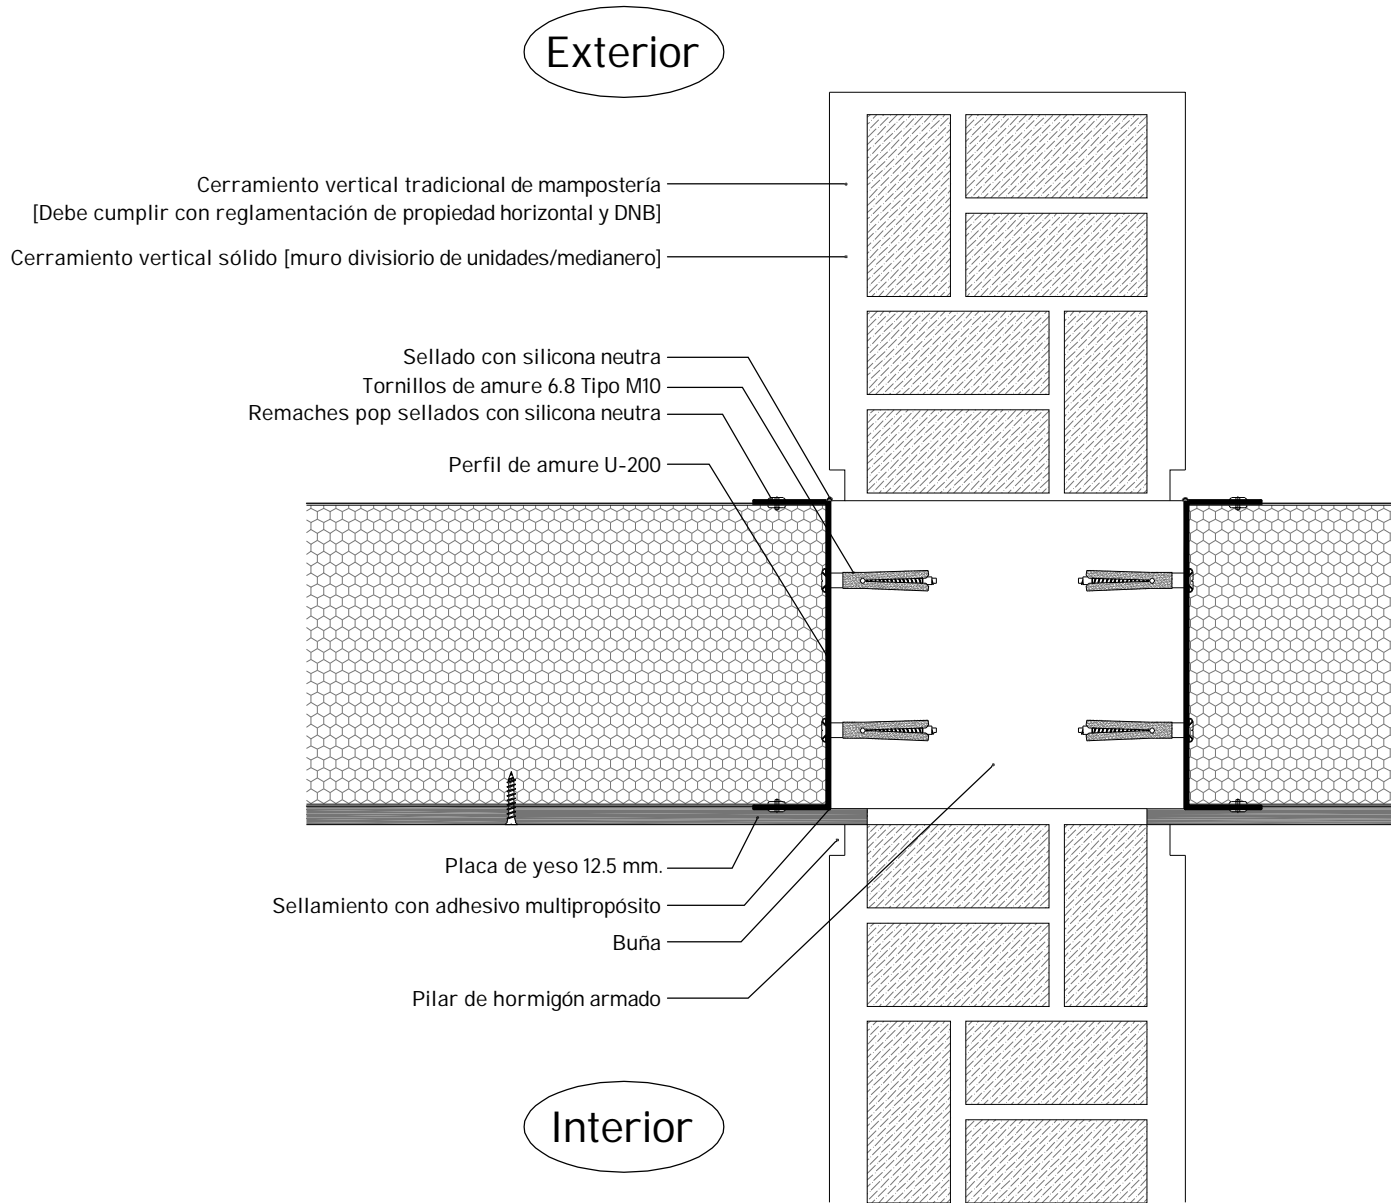 Exterior
Cerramiento vertical tradicional de mampostería
[Debe cumplir con reglamentación de propiedad horizontal y DNB]
Cerramiento vertical sólido [muro divisiorio de unidades/medianero]
Sellado con silicona neutra
Tornillos de amure 6.8 Tipo M10
Remaches pop sellados con silicona neutra
Perfil de amure U-200
Placa de yeso 12.5 mm.
Sellamiento con adhesivo multipropósito
Buña
Pilar de hormigón armado
Interior